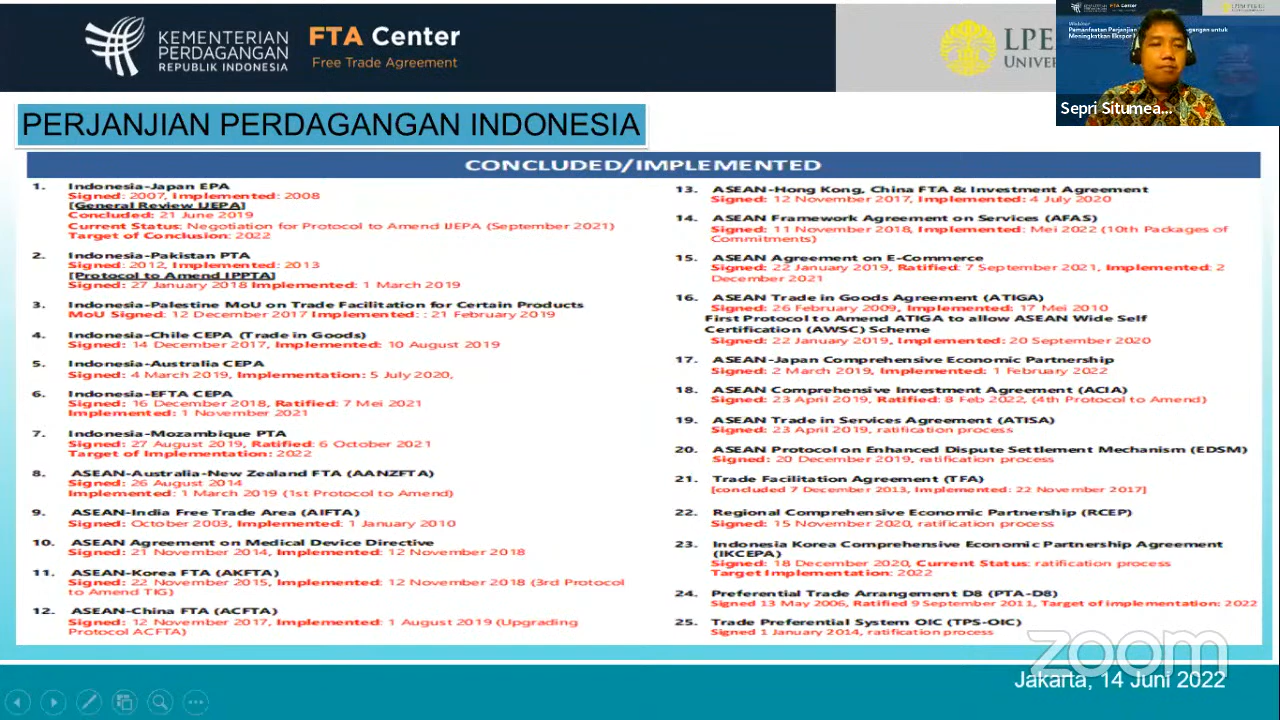 KEMENTERIAN
PERDAGANGAN
REPUBLIK INDONESIA
FTA Center
Free Trade Agreement
LPE
UNIVER
Webinar
Sepri Situmea...
PERJANJIAN PERDAGANGAN INDONESIA
CONCLUDED/IMPLEMENTED
1. Indonesia-Japan EPA
Signed: 2007, Implemented: 2008
[General Review IJEPA]
Concluded: 21 June 2019
Current Status: Negotiation for Protocol to Amend IJEPA (September 2021)
Target of Conclusion: 2022
2. Indonesia-Pakistan PTA
Signed: 2012, Implemented: 2013
[Protocol to Amend IPPTA]
Signed: 27 January 2018 Implemented: 1 March 2019
3. Indonesia-Palestine MoU on Trade Facilitation for Certain Products
MoU Signed: 12 December 2017 Implemented: : 21 February 2019
4. Indonesia-Chile CEPA (Trade in Goods)
Signed: 14 December 2017, Implemented: 10 August 2019
5. Indonesia-Australia CEPA
Signed: 4 March 2019, Implementation: 5 July 2020,
6. Indonesia-EFTA CEPA
Signed: 16 December 2018, Ratified: 7 Mei 2021
Implemented: 1 November 2021
7. Indonesia-Mozambique PTA
Signed: 27 August 2019, Ratified: 6 October 2021
Target of Implementation: 2022
8. ASEAN-Australia-New Zealand FTA (AANZFTA)
Signed: 26 August 2014
Implemented: 1 March 2019 (1st Protocol to Amend)
9. ASEAN-India Free Trade Area (AIFTA)
Signed: October 2003, Implemented: 1 January 2010
10. ASEAN Agreement on Medical Device Directive
Signed: 21 November 2014, Implemented: 12 November 2018
11. ASEAN-Korea FTA (AKFTA)
Signed: 22 November 2015, Implemented: 12 November 2018 (3rd Protocol
to Amend TIG)
12. ASEAN-China FTA (ACFTA)
Signed: 12 November 2017, Implemented: 1 August 2019 (Upgrading
Protocol ACFTA)
13. ASEAN-Hong Kong, China FTA & Investment Agreement
Signed: 12 November 2017, Implemented: 4 July 2020
14. ASEAN Framework Agreement on Services (AFAS)
Signed: 11 November 2018, Implemented: Mei 2022 (10th Packages of
Commitments)
15. ASEAN Agreement on E-Commerce
Signed: 22 January 2019, Ratified: 7 September 2021, Implemented: 2
December 2021
16. ASEAN Trade in Goods Agreement (ATIGA)
Signed: 26 February 2009, Implemented: 17 Mei 2010
First Protocol to Amend ATIGA to allow ASEAN Wide Self
Certification (AWSC) Scheme
Signed: 22 January 2019, Implemented: 20 September 2020
17. ASEAN-Japan Comprehensive Economic Partnership
Signed: 2 March 2019, Implemented: 1 February 2022
18. ASEAN Comprehensive Investment Agreement (ACIA)
Signed: 23 April 2019, Ratified: 8 Feb 2022, (4th Protocol to Amend)
19. ASEAN Trade in Services Agreement (ATISA)
Signed: 23 April 2019, ratification process
20. ASEAN Protocol on Enhanced Dispute Settlement Mechanism (EDSM)
Signed: 20 December 2019, ratification process
21. Trade Facilitation Agreement (TFA)
[concluded 7 December 2013, Implemented: 22 November 2017]
22. Regional Comprehensive Economic Partnership (RCEP)
Signed: 15 November 2020, ratification process
23. Indonesia Korea Comprehensive Economic Partnership Agreement
(IKCEPA)
Signed: 18 December 2020, Current Status: ratification process
Target Implementation: 2022
24. Preferential Trade Arrangement D8 (PTA-D8)
Signed 13 May 2006, Ratified 9 September 2011, Target of implementation: 2022
25. Trade Preferential System OIC (TPS-OIC)
Signed 1 January 2014, ratification process
zoom
Jakarta, 14 Juni 2022